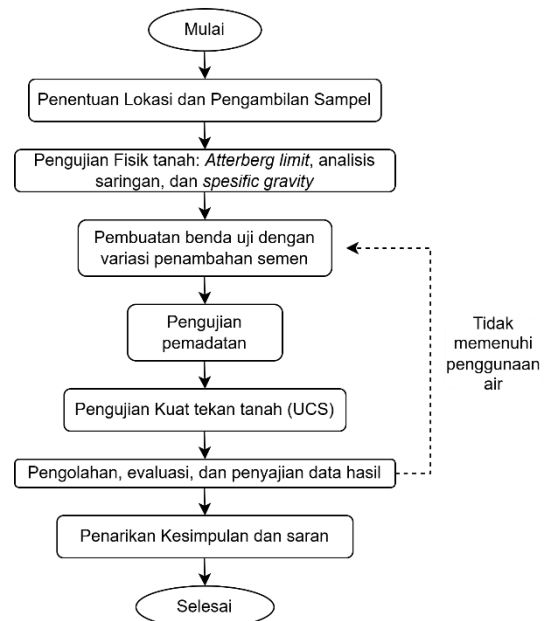 Mulai
Penentuan Lokasi dan Pengambilan Sampel
Pengujian Fisik tanah: Atterberg limit, analisis
saringan, dan spesific gravity
Pembuatan benda uji dengan
variasi penambahan semen
Pengujian
pemadatan
Tidak
memenuhi
penggunaan
air
Pengujian Kuat tekan tanah (UCS)
Pengolahan, evaluasi, dan penyajian data hasil
Penarikan Kesimpulan dan saran
Selesai